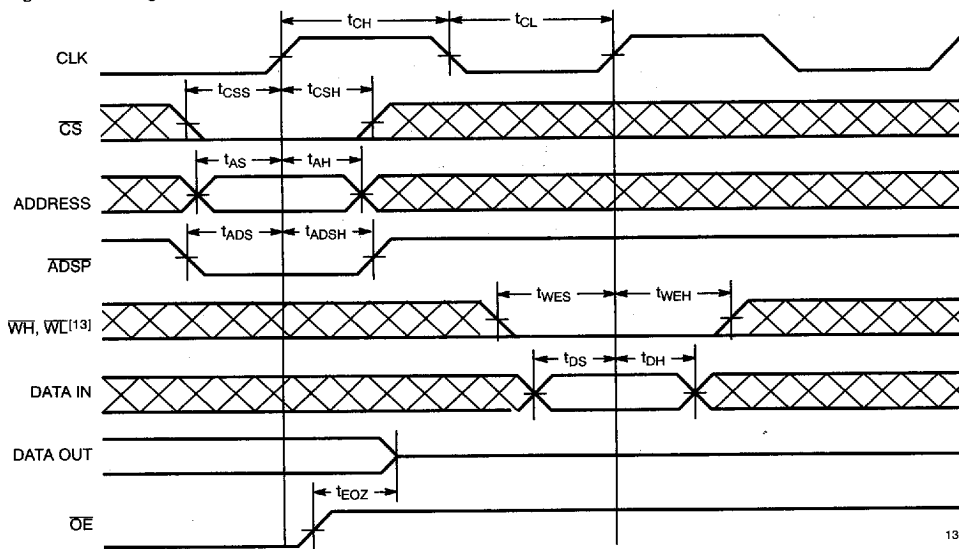 tCH tCL
CLK
tCSS tCSH
CS
tAS tAH
ADDRESS
tADS tADSH
ADSP
tWES tWEH
WH, WL[13]
tDS tDH
DATA IN
DATA OUT
tEOZ
OE
13